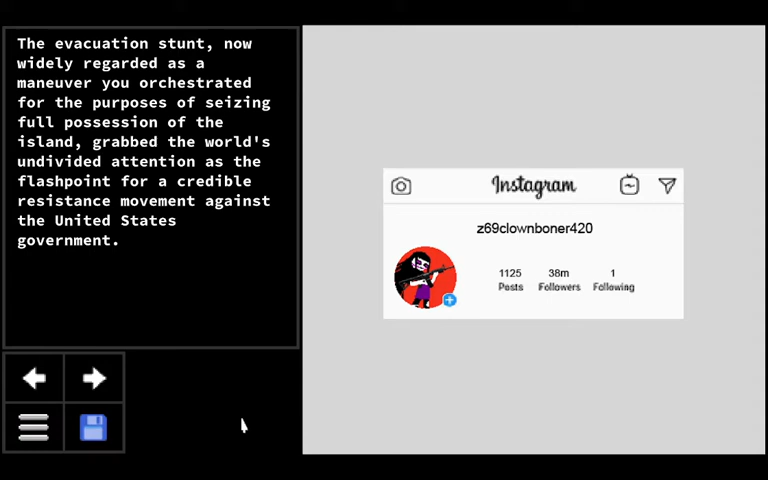 The evacuation stunt, now
widely regarded as a
maneuver you orchestrated
for the purposes of seizing
full possession of the
island, grabbed the world's
undivided attention as the
flashpoint for a credible
resistance movement against
the United States
government.
Instagram
z69clownboner420
1125 38m 1
Posts Followers Following